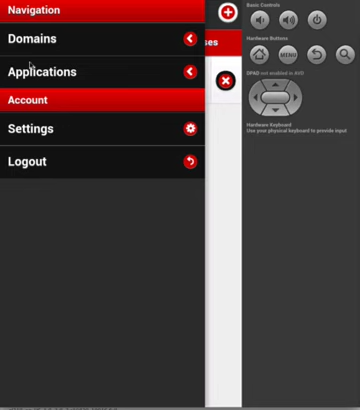 Navigation
Domains
Applications
Account
Settings
Logout
ses
Basic Controls
Hardware Buttons
MENU
DPAD not enabled in AVD
Hardware Keyboard
Use your physical keyboard to provide input